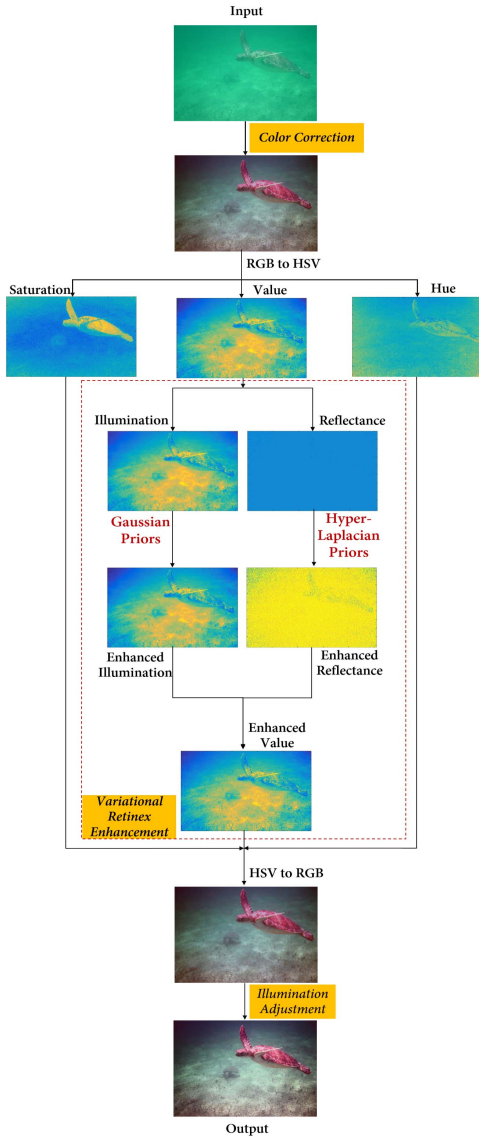 Input
Color Correction
RGB to HSV
Saturation
Value
Hue
Illumination
Reflectance
Gaussian
Priors
Hyper-
Laplacian
Priors
Enhanced
Illumination
Enhanced
Reflectance
Enhanced
Value
Variational
Retinex
Enhancement
HSV to RGB
Illumination
Adjustment
Output